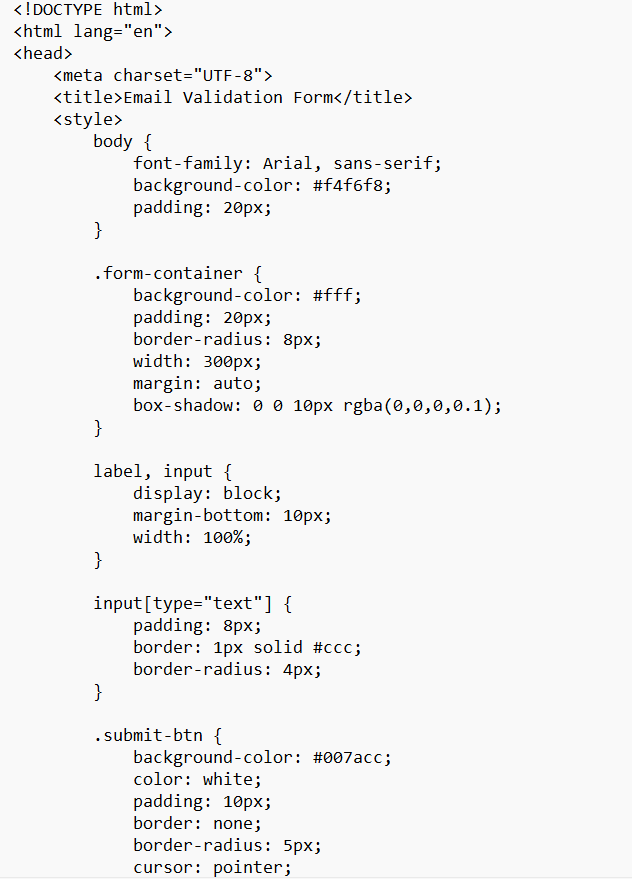 <!DOCTYPE html>
<html lang="en">
<head>
    <meta charset="UTF-8">
    <title>Email Validation Form</title>
    <style>
        body {
            font-family: Arial, sans-serif;
            background-color: #f4f6f8;
            padding: 20px;
        }

        .form-container {
            background-color: #fff;
            padding: 20px;
            border-radius: 8px;
            width: 300px;
            margin: auto;
            box-shadow: 0 0 10px rgba(0,0,0,0.1);
        }

        label, input {
            display: block;
            margin-bottom: 10px;
            width: 100%;
        }

        input[type="text"] {
            padding: 8px;
            border: 1px solid #ccc;
            border-radius: 4px;
        }

        .submit-btn {
            background-color: #007acc;
            color: white;
            padding: 10px;
            border: none;
            border-radius: 5px;
            cursor: pointer;